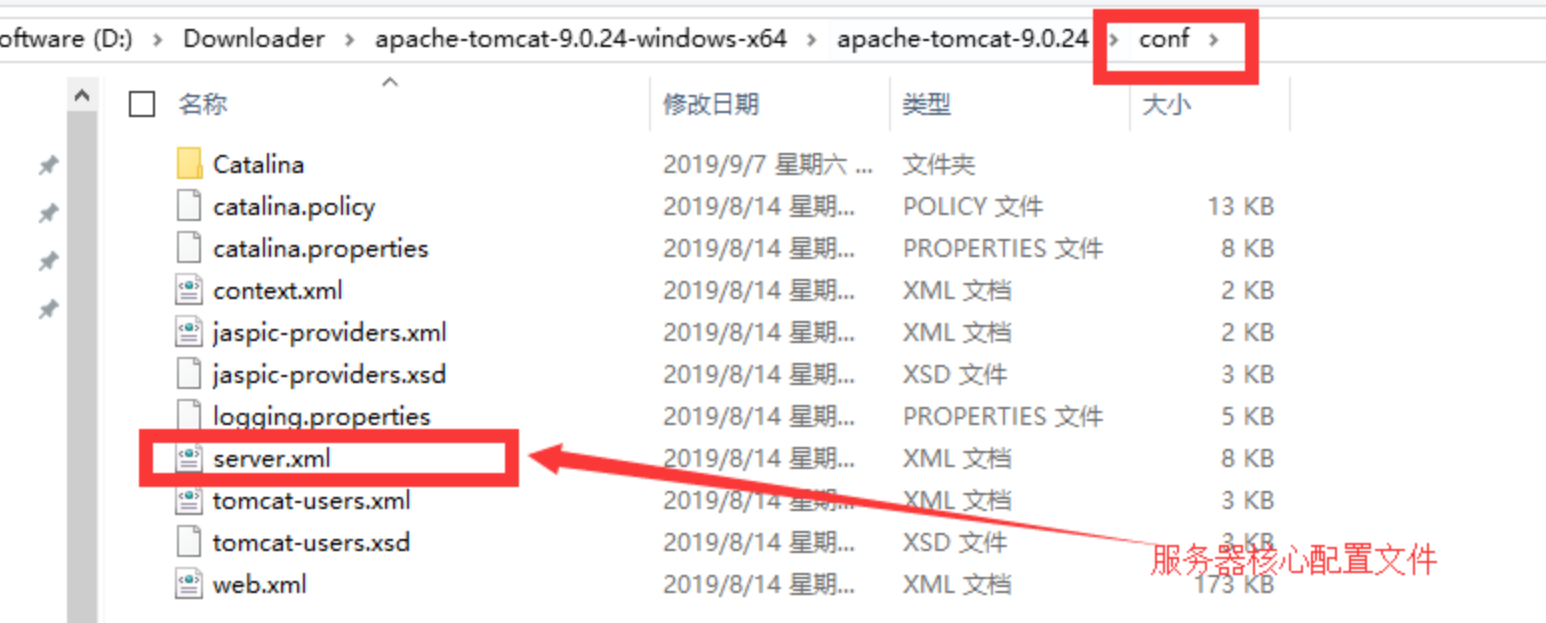 oftware (D:) › Downloader › apache-tomcat-9.0.24-windows-x64 › apache-tomcat-9.0.24 › conf ›
名称 修改日期 类型 大小
Catalina 2019/9/7 星期六 ... 文件夹
catalina.policy 2019/8/14 星期... POLICY 文件 13 KB
catalina.properties 2019/8/14 星期... PROPERTIES 文件 8 KB
context.xml 2019/8/14 星期... XML 文档 2 KB
jaspic-providers.xml 2019/8/14 星期... XML 文档 2 KB
jaspic-providers.xsd 2019/8/14 星期... XSD 文件 3 KB
logging.properties 2019/8/14 星期... PROPERTIES 文件 5 KB
server.xml 2019/8/14 星期... XML 文档 8 KB
tomcat-users.xml 2019/8/14 星期... XML 文档 3 KB
tomcat-users.xsd 2019/8/14 星期... XSD 文件 3 KB
服务器核心配置文件
web.xml 2019/8/14 星期... XML 文档 173 KB